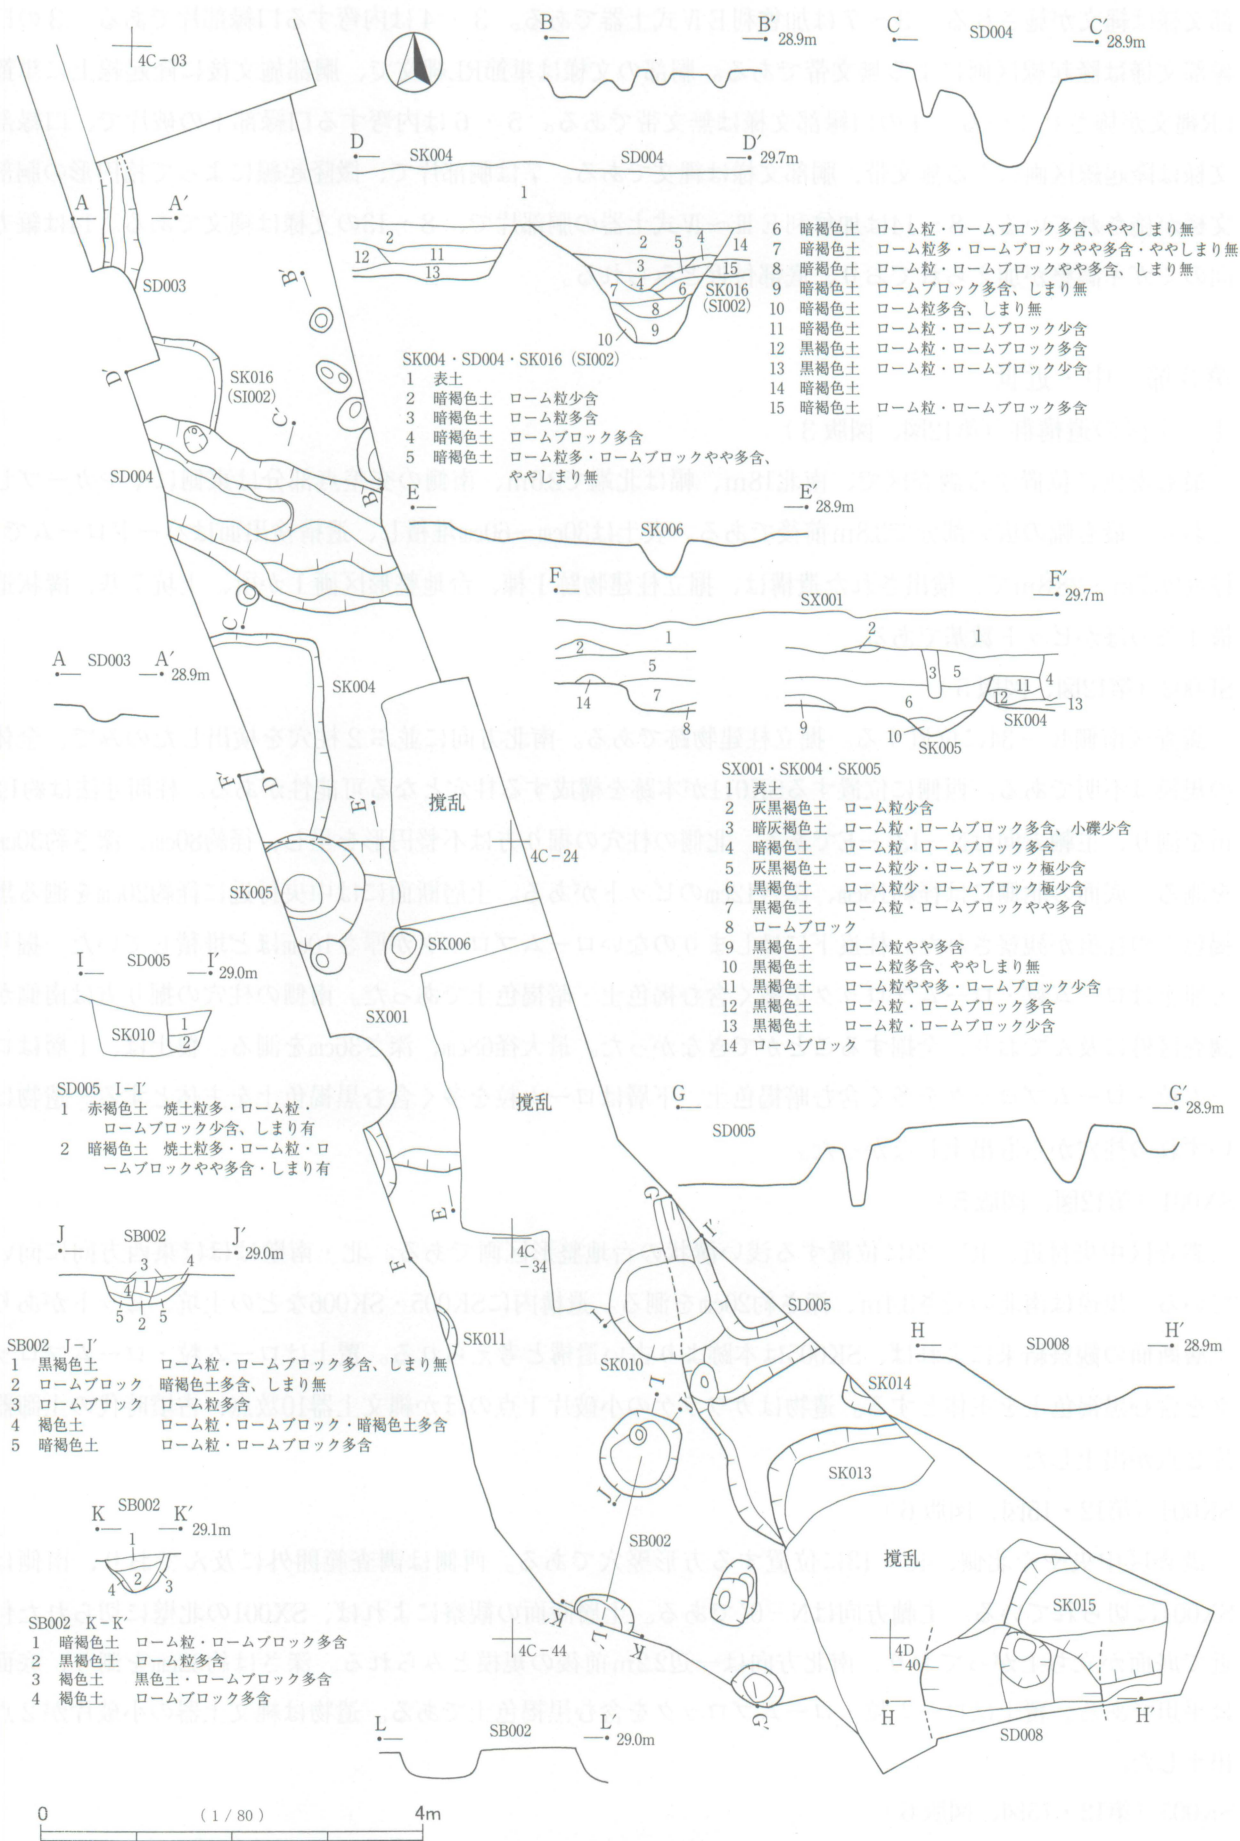 4C-03
B B′ 28.9m
C SD004 C′ 28.9m
D SK004 SD004 D′ 29.7m
1
2 12 11 13
2 5 4 14
3 15
7 4 6
8
10 9
SK016
(SI002)
A A′
SD003
B′
D′
SK016
(SI002)
C′
SD004
B
C
SK004・SD004・SK016 (SI002)
1 表土
2 暗褐色土 ローム粒少含
3 暗褐色土 ローム粒多含
4 暗褐色土 ロームブロック多含
5 暗褐色土 ローム粒多・ロームブロックやや多含、
ややしまり無
6 暗褐色土 ローム粒・ロームブロック多含、ややしまり無
7 暗褐色土 ローム粒多・ロームブロックやや多含・ややしまり無
8 暗褐色土 ローム粒・ロームブロックやや多含、しまり無
9 暗褐色土 ロームブロック多含、しまり無
10 暗褐色土 ローム粒多含、しまり無
11 暗褐色土 ローム粒・ロームブロック少含
12 黒褐色土 ローム粒・ロームブロック多含
13 黒褐色土 ローム粒・ロームブロック少含
14 暗褐色土
15 暗褐色土 ローム粒・ロームブロック多含
E SK006 E′ 28.9m
F SX001 F′ 29.7m
1 2 1
2 5 3 5 4
14 7 6 11
12 13
8 9 10 SK004
SK005
A SD003 A′ 28.9m
SK004
F′ D
E′
撹乱
4C-24
SK005
SK006
SX001
SX001・SK004・SK005
1 表土
2 灰黒褐色土 ローム粒少含
3 暗灰褐色土 ローム粒・ロームブロック多含、小礫少含
4 暗褐色土 ローム粒・ロームブロック多含
5 灰黒褐色土 ローム粒少・ロームブロック極少含
6 黒褐色土 ローム粒少・ロームブロック極少含
7 黒褐色土 ローム粒・ロームブロックやや多含
8 ロームブロック
9 黒褐色土 ローム粒やや多含
10 黒褐色土 ローム粒多含、ややしまり無
11 黒褐色土 ロームやや多・ロームブロック少含
12 黒褐色土 ローム粒・ロームブロック多含
13 黒褐色土 ローム粒・ロームブロック少含
14 ロームブロック
I SD005 I′ 29.0m
SK010 1
2
SD005 I-I′
1 赤褐色土 焼土粒多・ローム粒・
ロームブロック少含、しまり有
2 暗褐色土 焼土粒多・ローム粒・ロ
ームブロックやや多含・しまり有
撹乱
G SD005 G′ 28.9m
E
F
4C
-34
G
I′
SD005
I
SK010
SK011
L
SK014
SK013
J SB002 J′ 29.0m
3 4
4 1
5 2 5
SB002 J-J′
1 黒褐色土 ローム粒・ロームブロック多含、しまり無
2 ロームブロック 暗褐色土多含、しまり無
3 ロームブロック ローム粒多含
4 褐色土 ローム粒・ロームブロック・暗褐色土多含
5 暗褐色土 ローム粒・ロームブロック多含
H SD008 H′ 28.9m
J
SB002
撹乱
SK015
K SB002 K′ 29.1m
1
4 2 3
SB002 K-K′
1 暗褐色土 ローム粒・ロームブロック多含
2 黒褐色土 ローム粒多含
3 褐色土 黒色土・ロームブロック多含
4 褐色土 ロームブロック多含
4C-44
K′
L′
K
G′
4D
-40
H
SD008
H′
L SB002 L′ 29.0m
0 (1/80) 4m